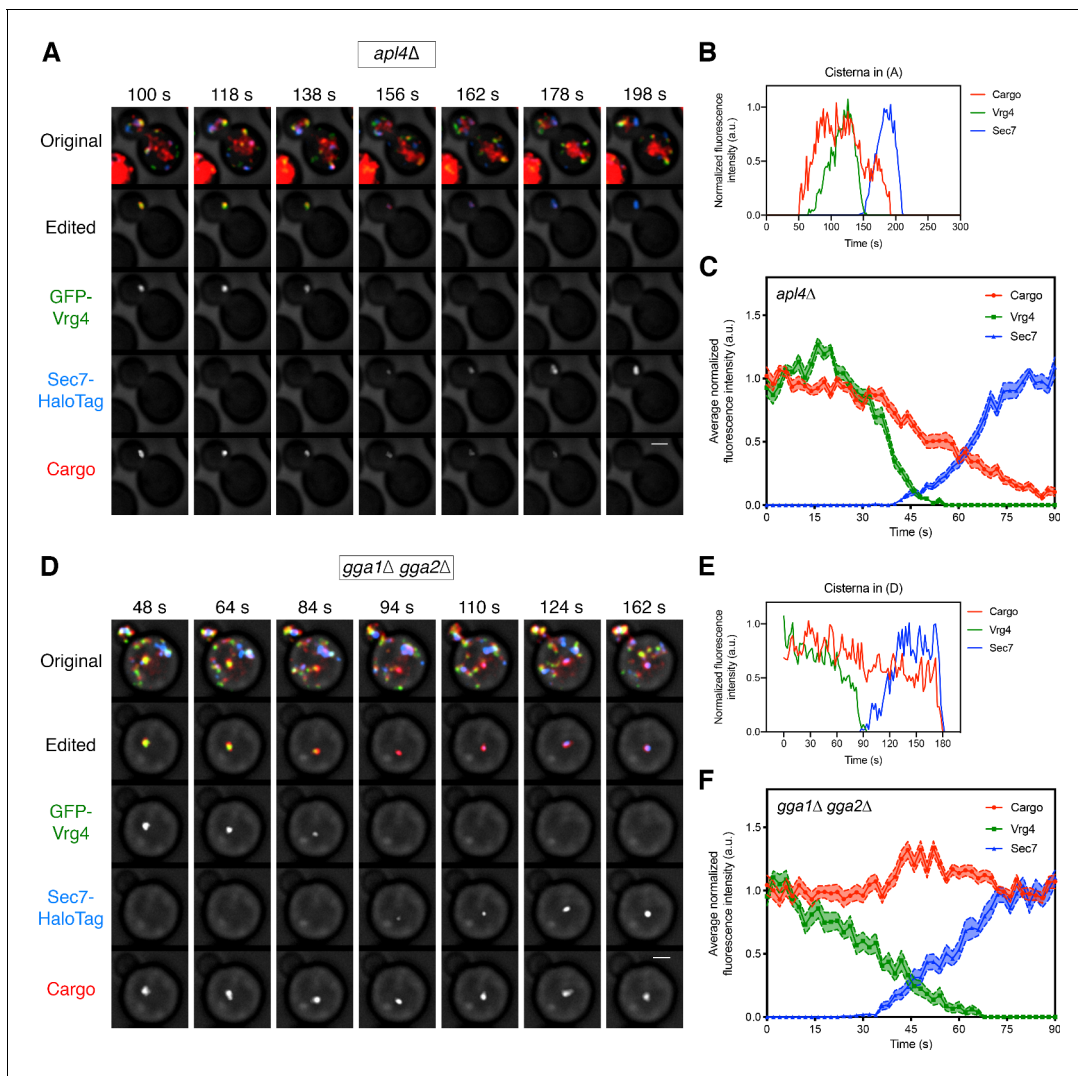 A
apl4Δ
100 s 118 s 138 s 156 s 162 s 178 s 198 s
Original
Edited
GFP-
Vrg4
Sec7-
HaloTag
Cargo
B
Cisterna in (A)
Normalized fluorescence
intensity (a.u.)
1.0
0.5
0.0
0 50 100 150 200 250 300
Time (s)
Cargo
Vrg4
Sec7
C
apl4Δ
Average normalized
fluorescence intensity (a.u.)
1.5
1.0
0.5
0.0
0 15 30 45 60 75 90
Time (s)
Cargo
Vrg4
Sec7
D
gga1Δ gga2Δ
48 s 64 s 84 s 94 s 110 s 124 s 162 s
Original
Edited
GFP-
Vrg4
Sec7-
HaloTag
Cargo
E
Cisterna in (D)
Normalized fluorescence
intensity (a.u.)
1.0
0.5
0.0
0 30 60 90 120 150 180
Time (s)
Cargo
Vrg4
Sec7
F
gga1Δ gga2Δ
Average normalized
fluorescence intensity (a.u.)
1.5
1.0
0.5
0.0
0 15 30 45 60 75 90
Time (s)
Cargo
Vrg4
Sec7